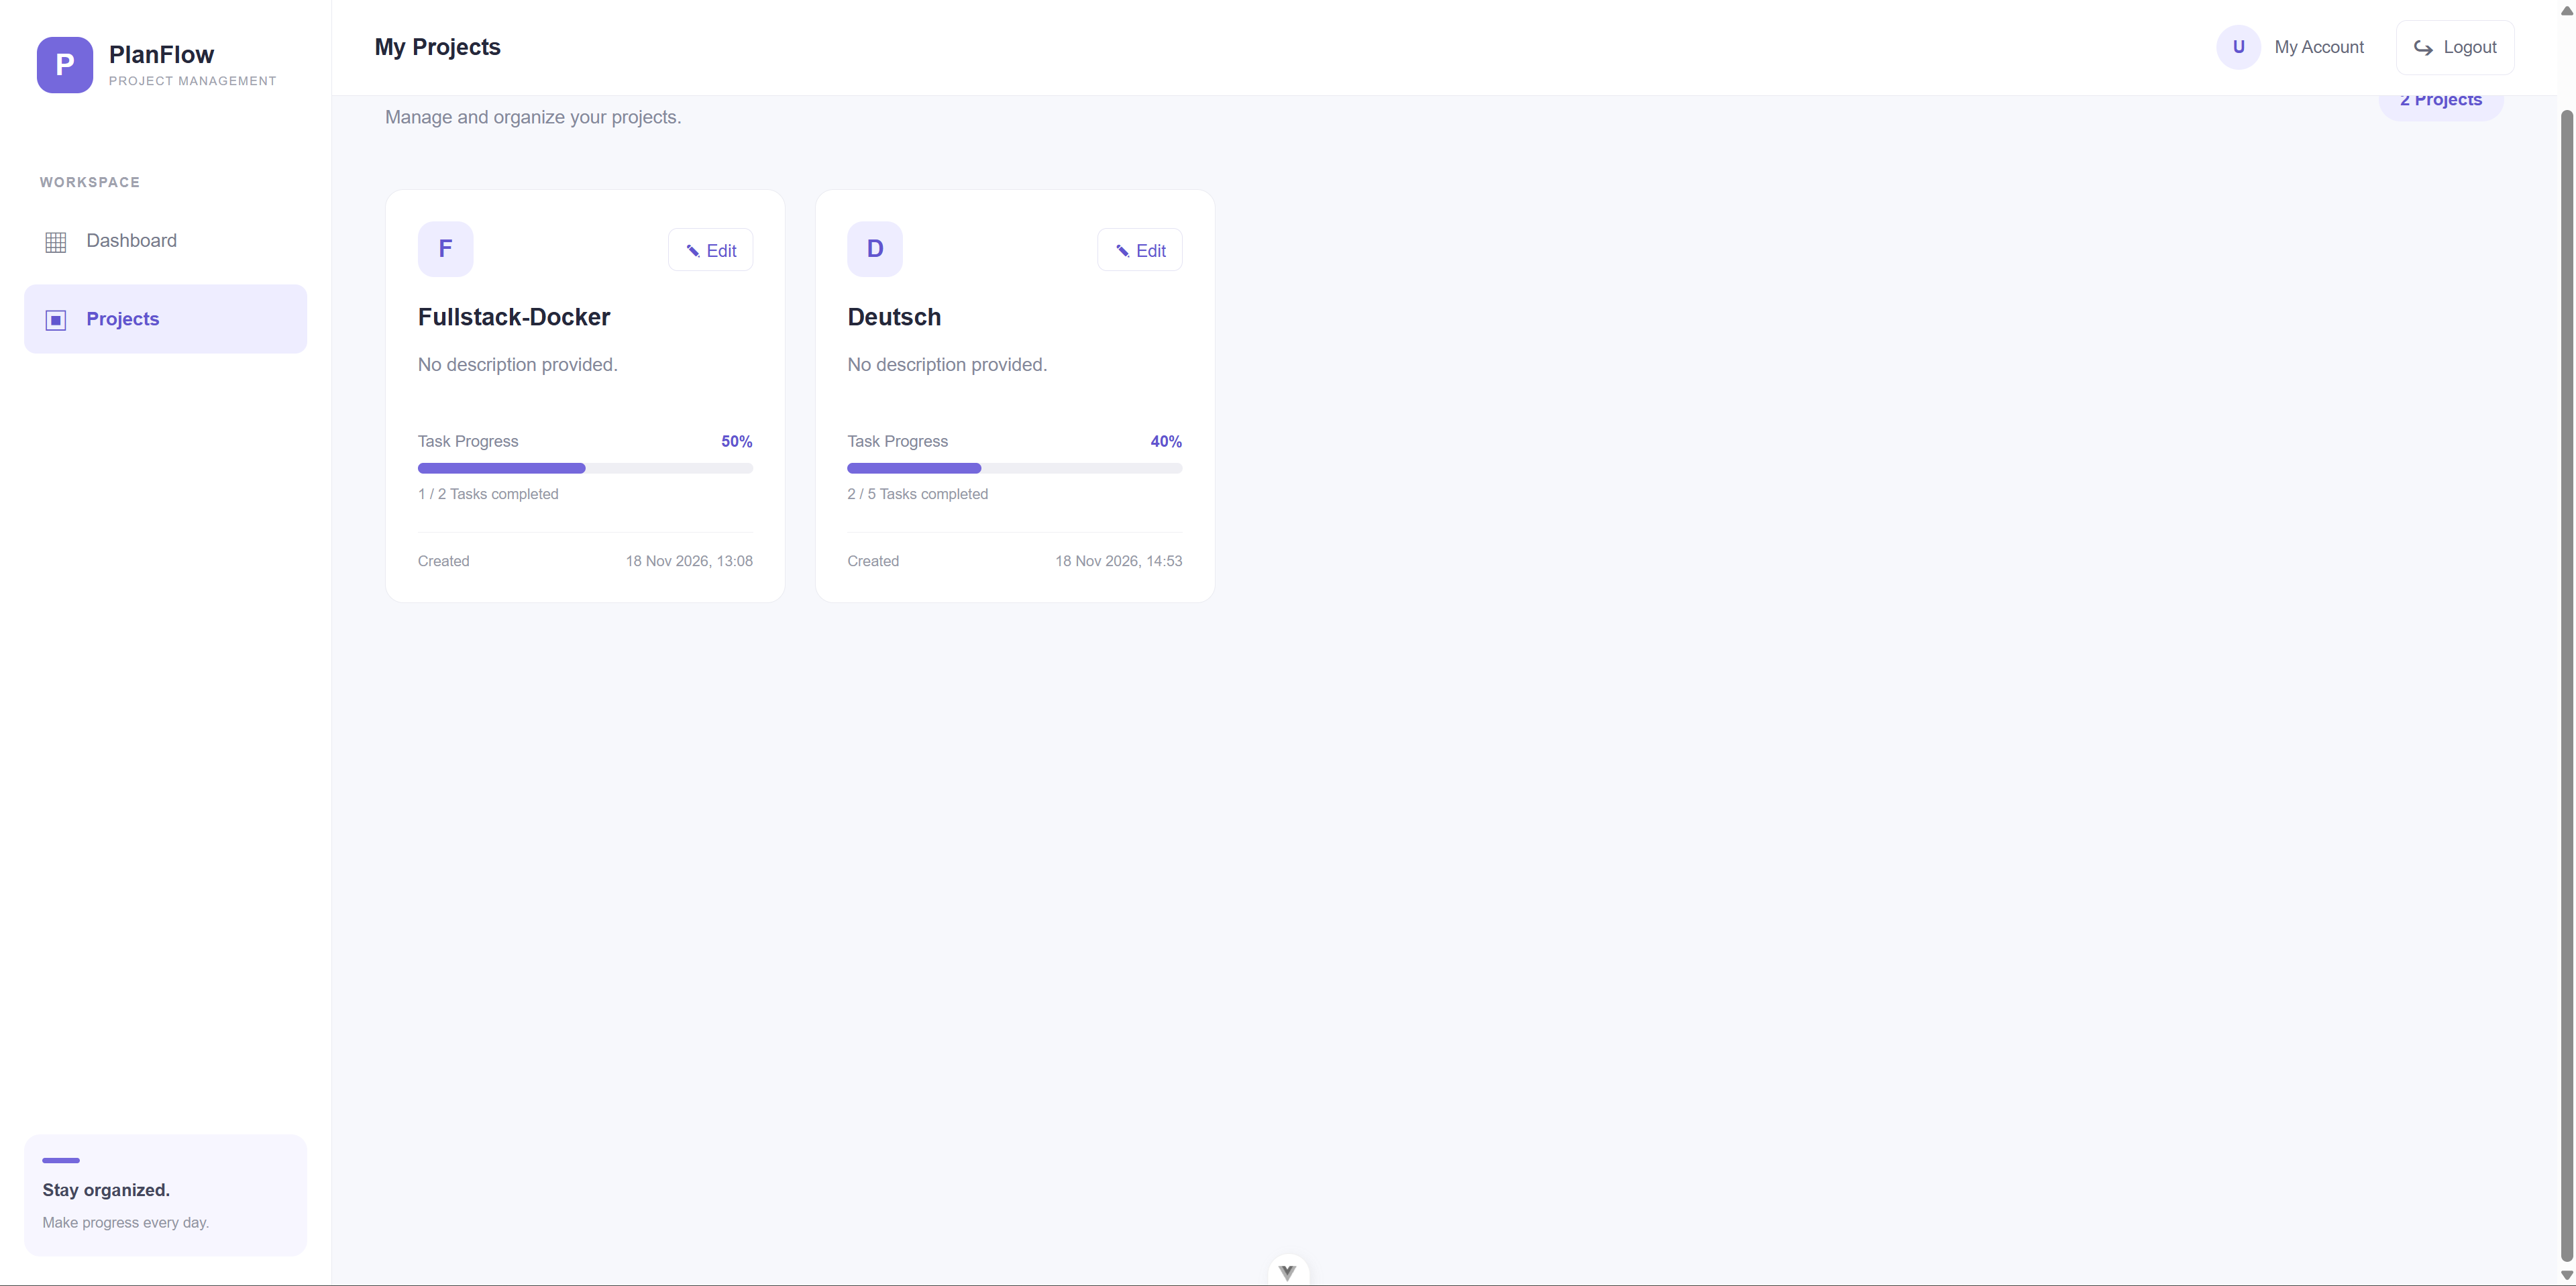 P
PlanFlow
PROJECT MANAGEMENT
WORKSPACE
Dashboard
Projects
Stay organized.
Make progress every day.
My Projects
U
My Account
Logout
Manage and organize your projects.
2 Projects
F
Edit
Fullstack-Docker
No description provided.
Task Progress
50%
1 / 2 Tasks completed
Created
18 Nov 2026, 13:08
D
Edit
Deutsch
No description provided.
Task Progress
40%
2 / 5 Tasks completed
Created
18 Nov 2026, 14:53